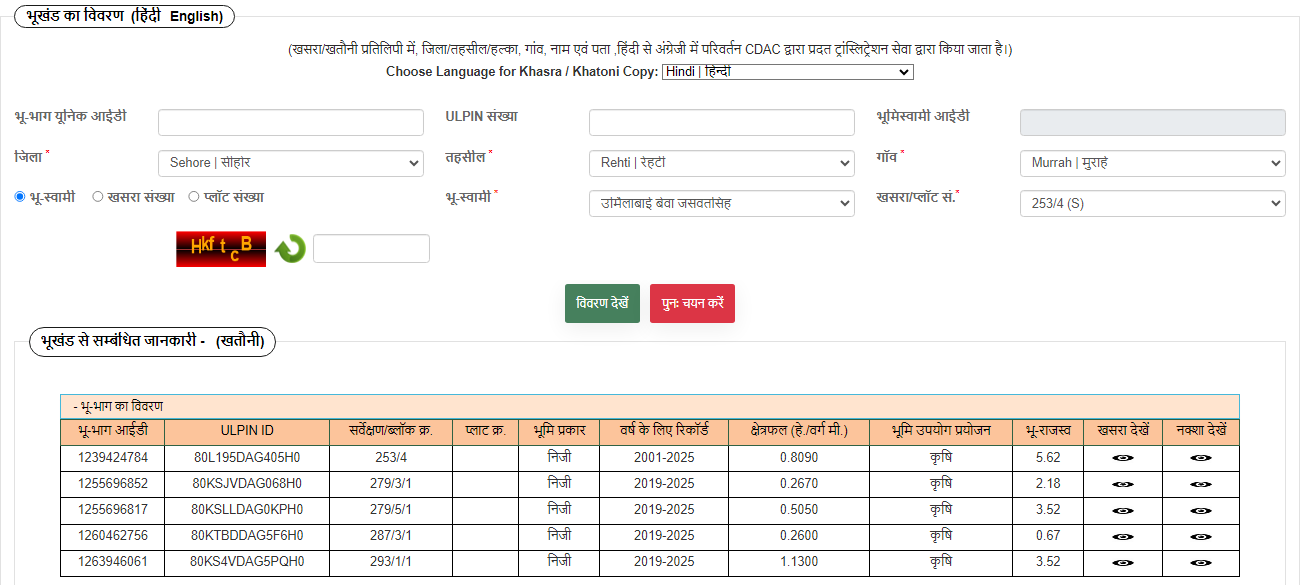 भूखंड का विवरण (हिंदी English)
(खसरा/खतौनी प्रतिलिपी में, जिला/तहसील/हल्का, गांव, नाम एवं पता ,हिंदी से अंग्रेजी में परिवर्तन CDAC द्वारा प्रदत ट्रांस्लिट्रेशन सेवा द्वारा किया जाता है।)
Choose Language for Khasra / Khatoni Copy: Hindi | हिन्दी
भू-भाग यूनिक आईडी ULPIN संख्या भूमिस्वामी आईडी
जिला * Sehore | सीहोर तहसील * Rehti | रेहटी गॉव * Murrah | मुराह
भू-स्वामी खसरा संख्या प्लॉट संख्या भू-स्वामी * उर्मिलाबाई बेवा जसवतसिंह खसरा/प्लॉट सं.* 253/4 (S)
Hkf t c B
विवरण देखें पुनः चयन करें
भूखंड से सम्बंधित जानकारी - (खतौनी)
- भू-भाग का विवरण
भू-भाग आईडी ULPIN ID सर्वेक्षण/ब्लॉक क्र. प्लाट क्र. भूमि प्रकार वर्ष के लिए रिकॉर्ड क्षेत्रफल (हे./वर्ग मी.) भूमि उपयोग प्रयोजन भू-राजस्व खसरा देखें नक्शा देखें
1239424784 80L195DAG405H0 253/4 निजी 2001-2025 0.8090 कृषि 5.62
1255696852 80KSJVDAG068H0 279/3/1 निजी 2019-2025 0.2670 कृषि 2.18
1255696817 80KSLLDAG0KPH0 279/5/1 निजी 2019-2025 0.5050 कृषि 3.52
1260462756 80KTBDDAG5F6H0 287/3/1 निजी 2019-2025 0.2600 कृषि 0.67
1263946061 80KS4VDAG5PQH0 293/1/1 निजी 2019-2025 1.1300 कृषि 3.52